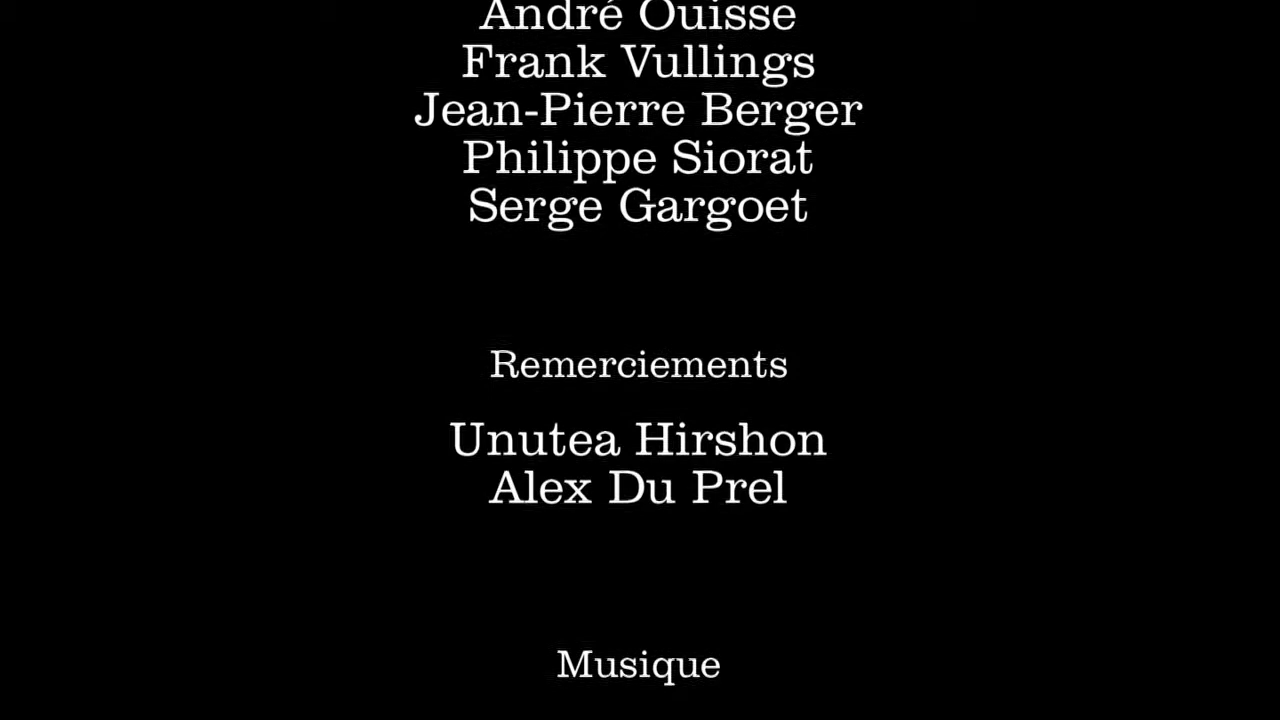 André Ouisse
Frank Vullings
Jean-Pierre Berger
Philippe Siorat
Serge Gargoet
Remerciements
Unutea Hirshon
Alex Du Prel
Musique